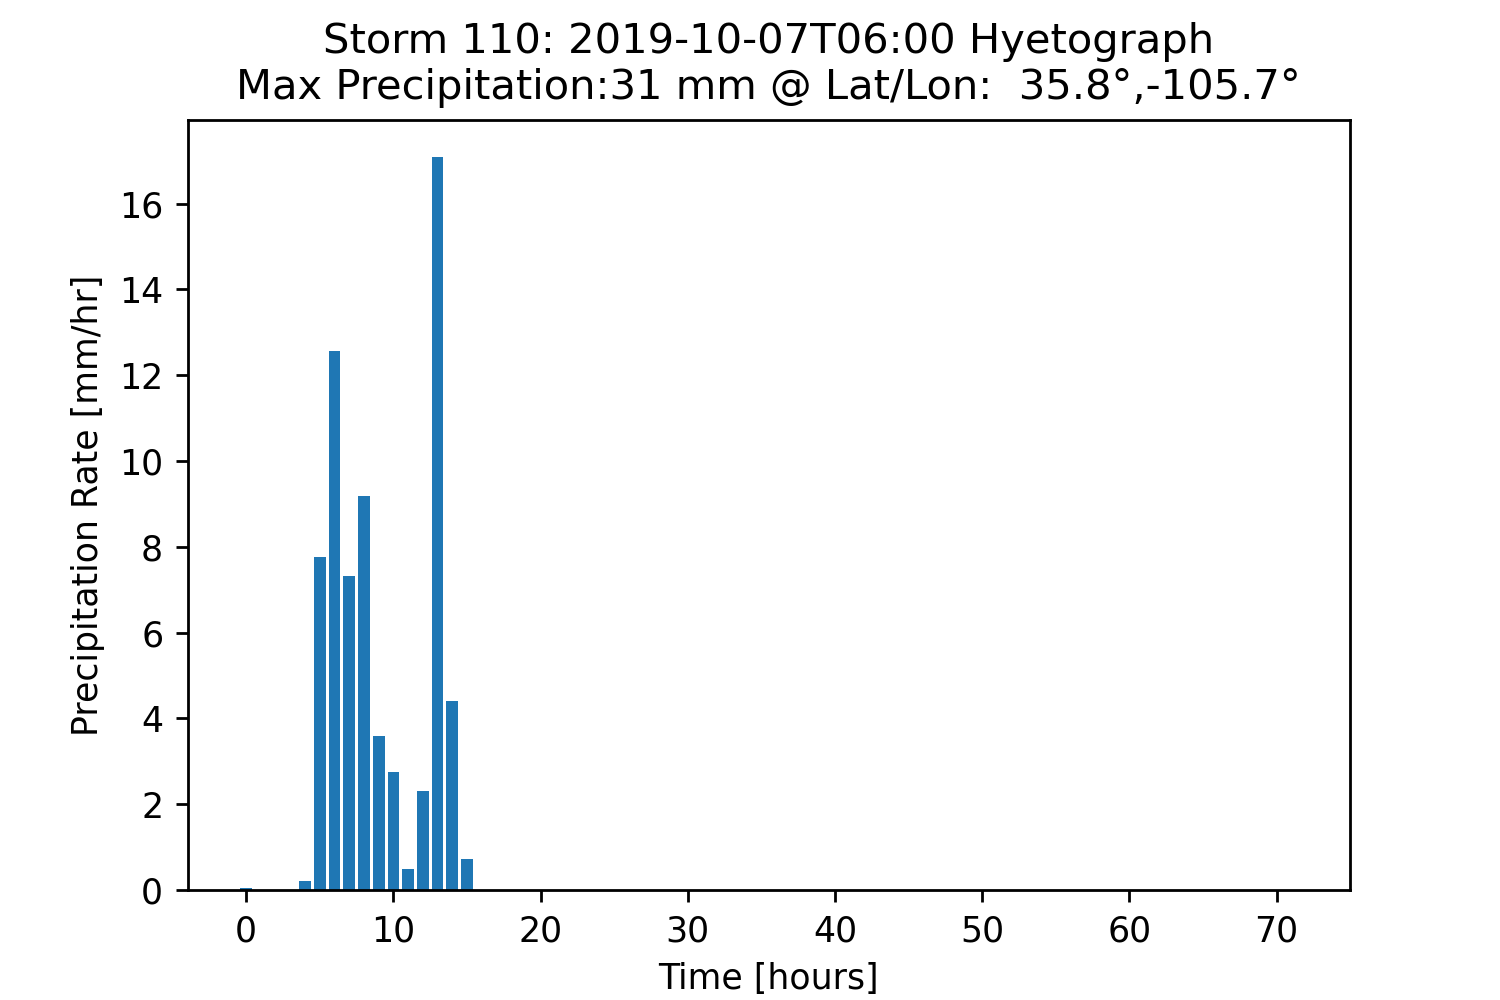 Storm 110: 2019-10-07T06:00 Hyetograph
Max Precipitation:31 mm @ Lat/Lon:  35.8°,-105.7°
Precipitation Rate [mm/hr]
16
14
12
10
8
6
4
2
0
0 10 20 30 40 50 60 70
Time [hours]